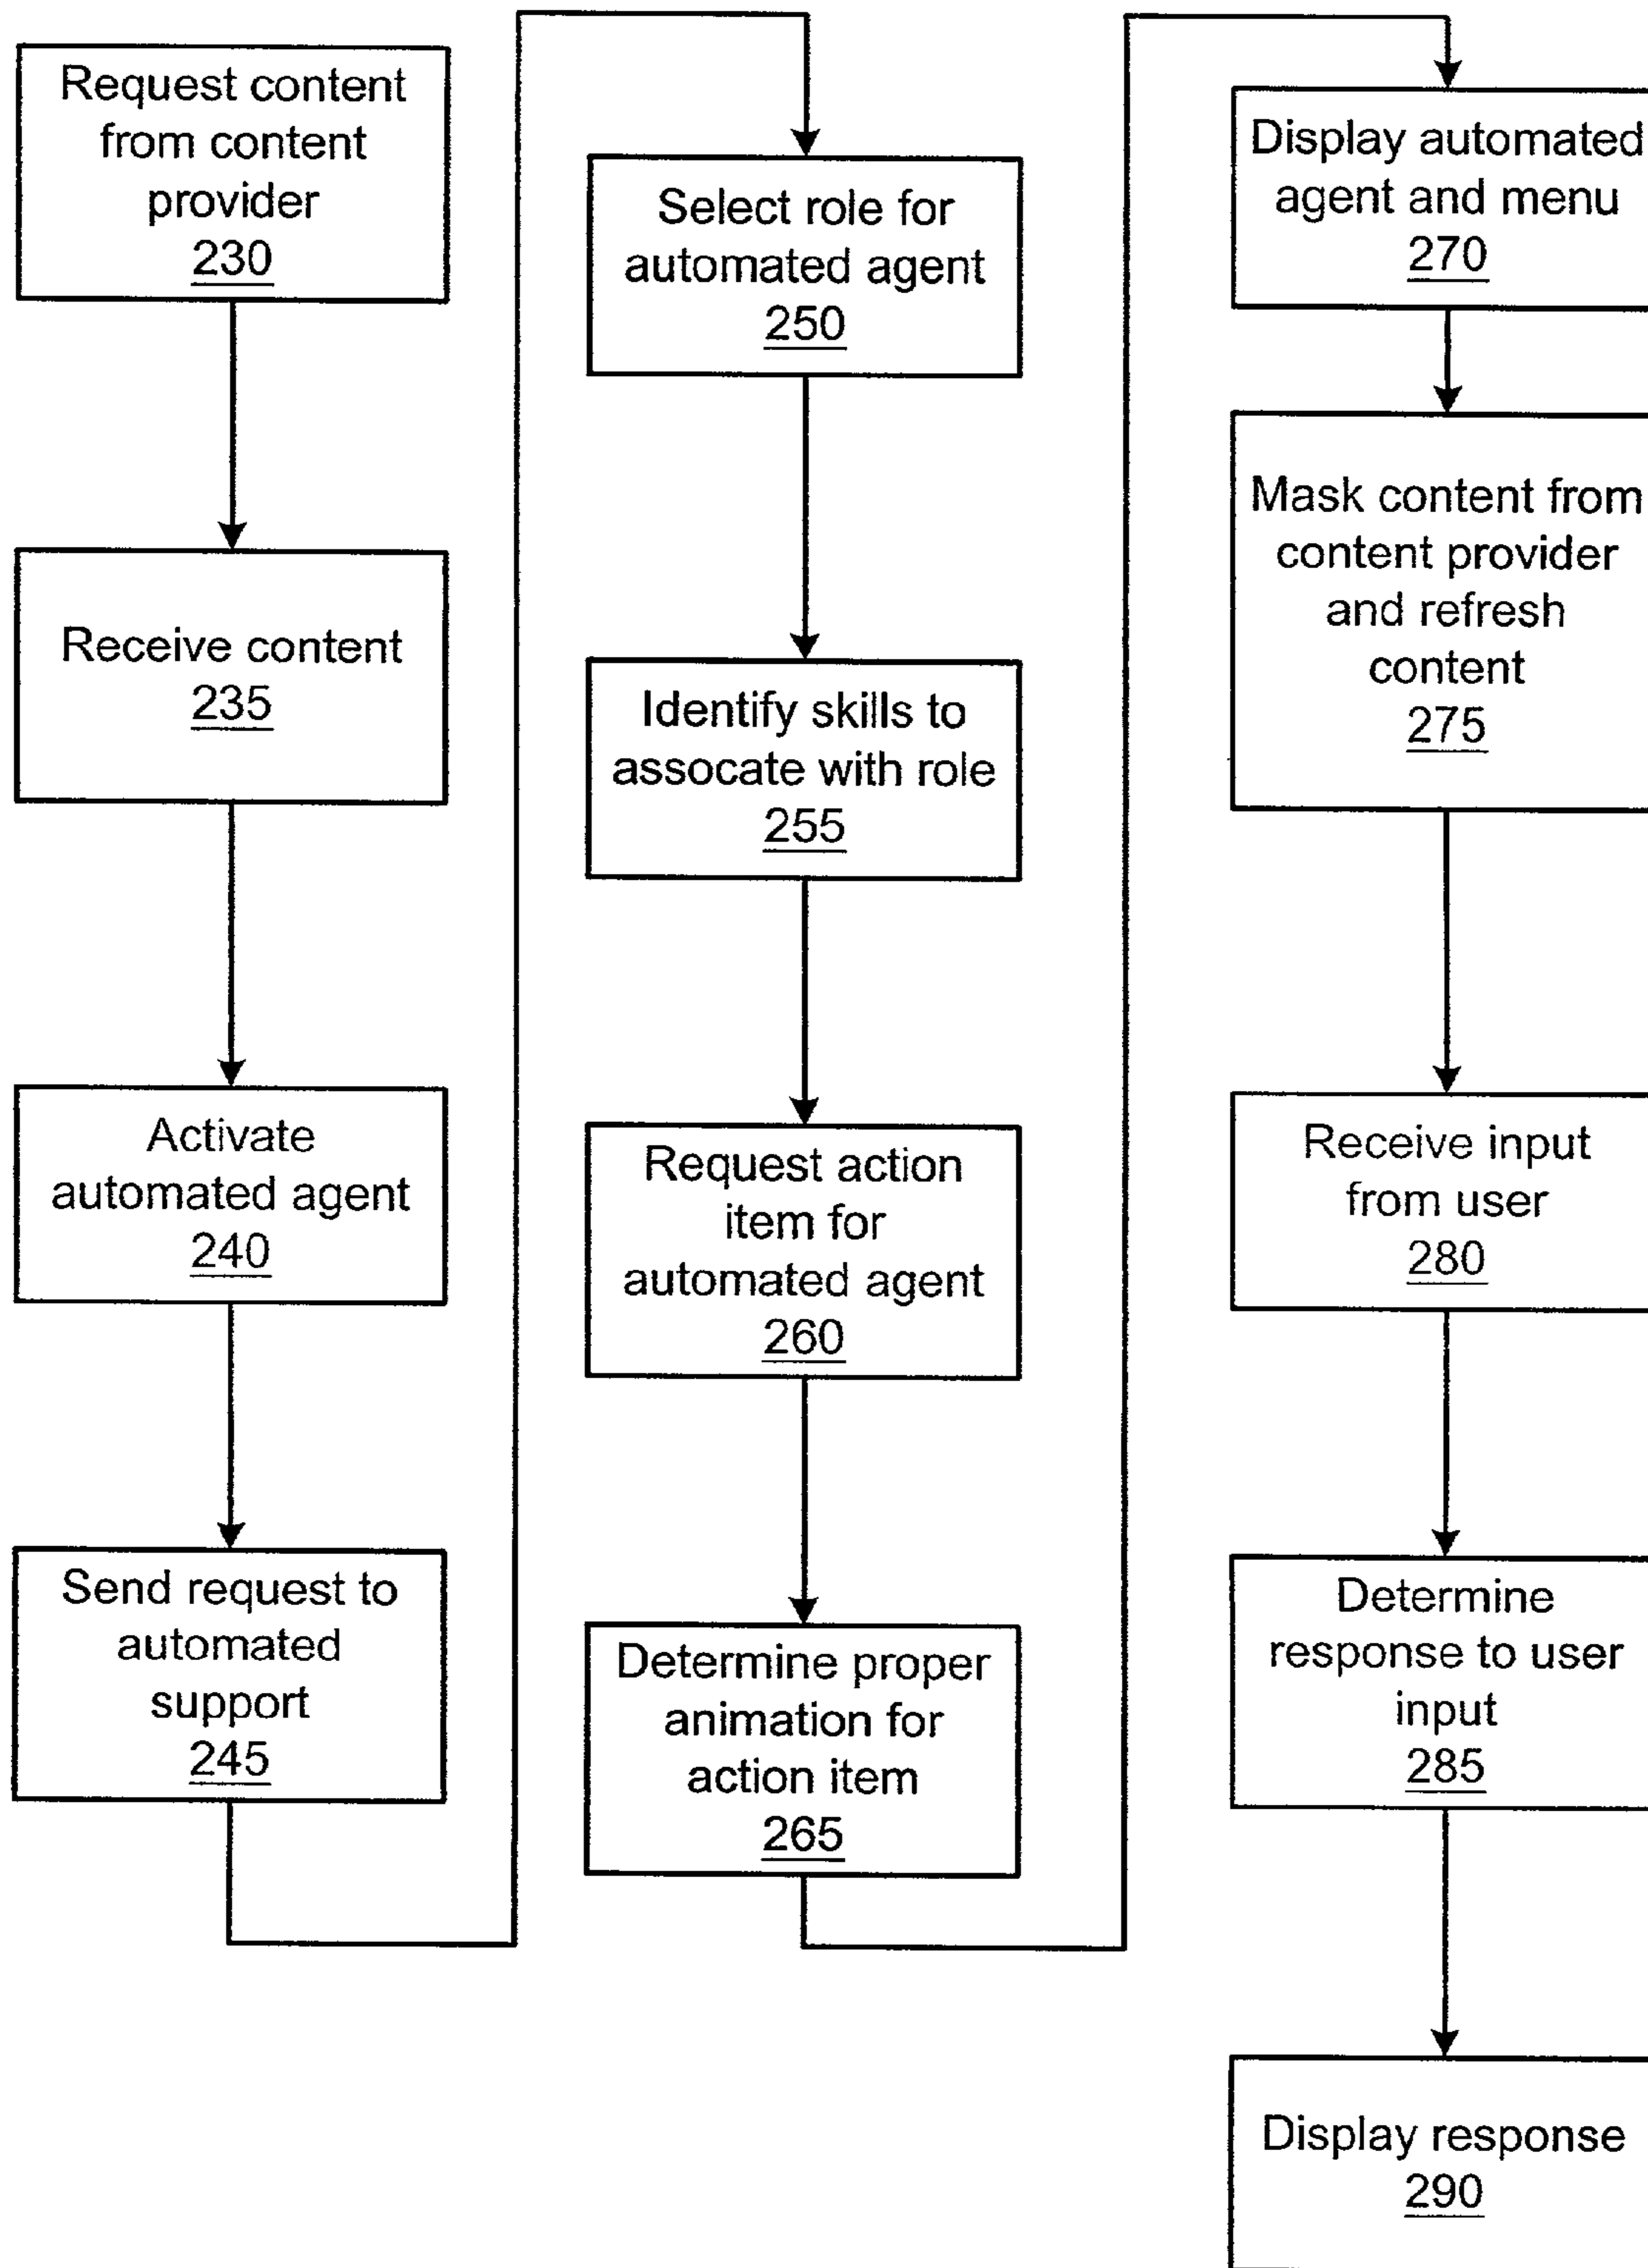 Request content
from content
provider
230
Receive content
235
Activate
automated agent
240
Send request to
automated
support
245
Select role for
automated agent
250
Identify skills to
assocate with role
255
Request action
item for
automated agent
260
Determine proper
animation for
action item
265
Display automated
agent and menu
270
Mask content from
content provider
and refresh
content
275
Receive input
from user
280
Determine
response to user
input
285
Display response
290